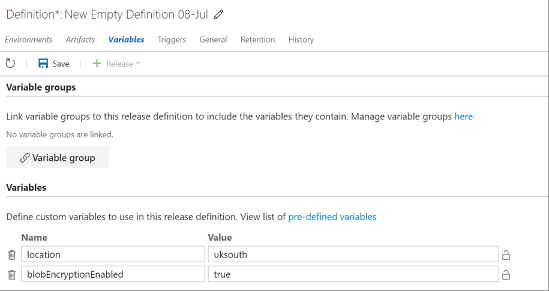 Definition*: New Empty Definition 08-Jul
Environments Artifacts Variables Triggers General Retention History
Save + Release
Variable groups
Link variable groups to this release definition to include the variables they contain. Manage variable groups here
No variable groups are linked.
Variable group
Variables
Define custom variables to use in this release definition. View list of pre-defined variables
Name Value
location uksouth
blobEncryptionEnabled true